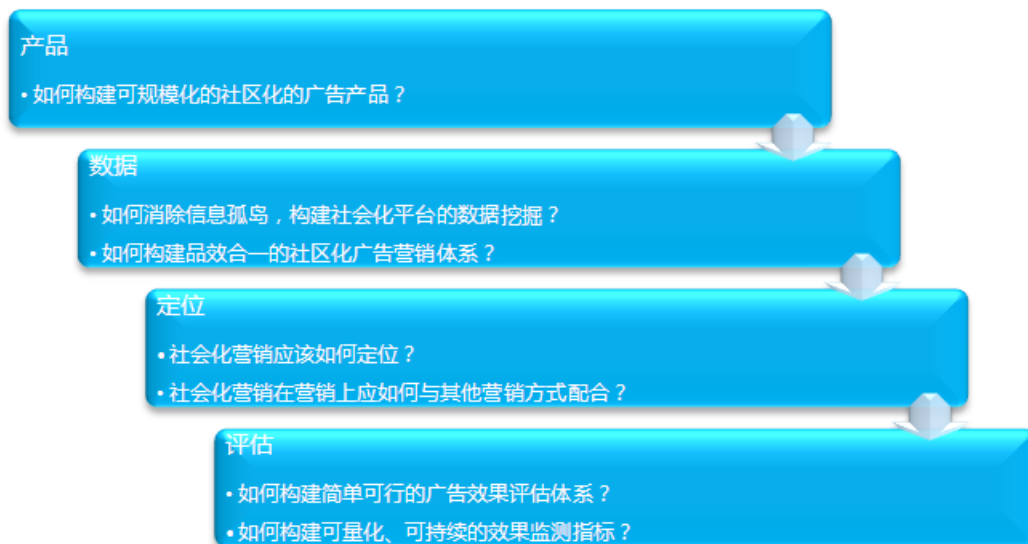 产品
• 如何构建可规模化的社区化的广告产品？
数据
• 如何消除信息孤岛，构建社会化平台的数据挖掘？
• 如何构建品效合一的社区化广告营销体系？
定位
• 社会化营销应该如何定位？
• 社会化营销在营销上应如何与其他营销方式配合？
评估
• 如何构建简单可行的广告效果评估体系？
• 如何构建可量化、可持续的效果监测指标？